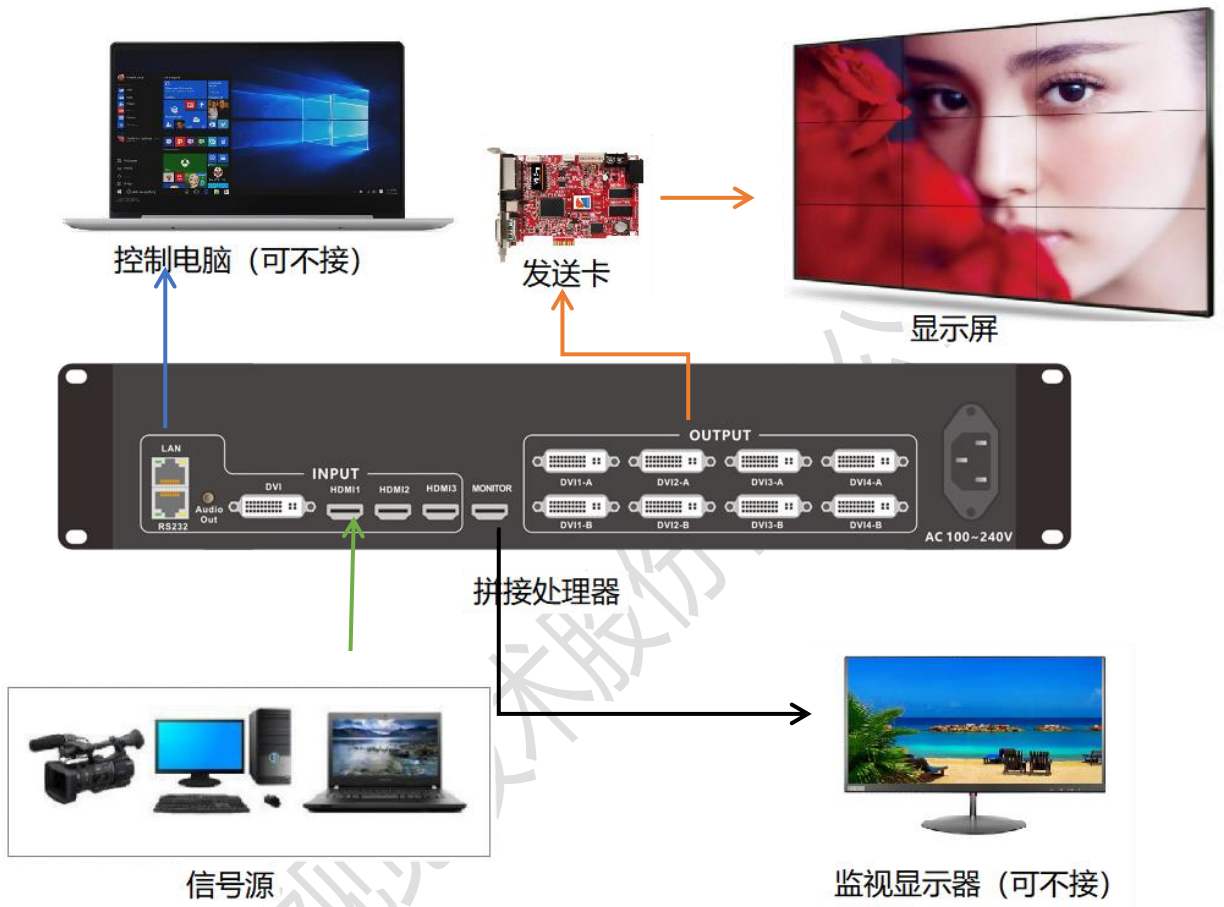 控制电脑（可不接）
发送卡
显示屏
LAN
RS232
Audio
Out
INPUT
DVI
HDMI1
HDMI2
HDMI3
MONITOR
OUTPUT
DVI1-A
DVI2-A
DVI3-A
DVI4-A
DVI1-B
DVI2-B
DVI3-B
DVI4-B
AC 100~240V
拼接处理器
信号源
监视显示器（可不接）